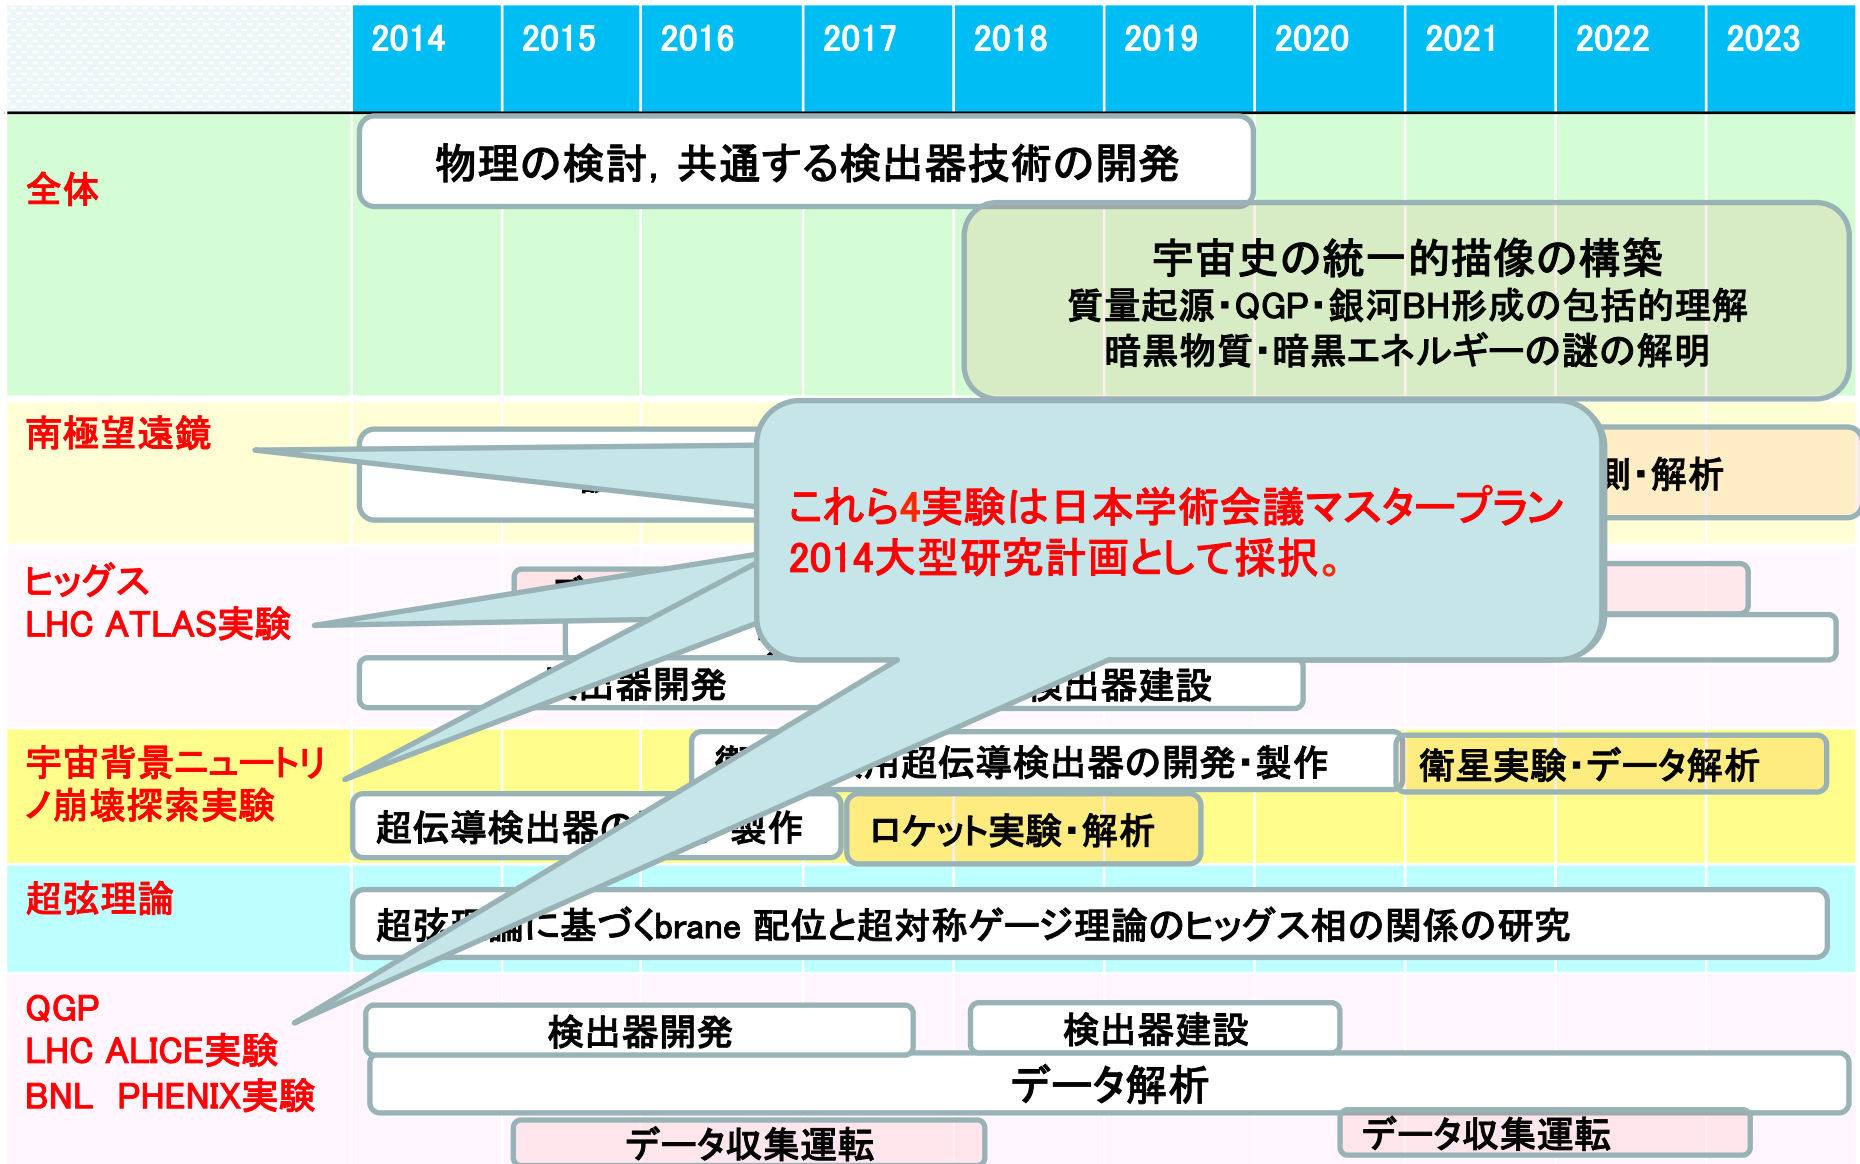 2014 2015 2016 2017 2018 2019 2020 2021 2022 2023
全体
物理の検討，共通する検出器技術の開発
宇宙史の統一的描像の構築
質量起源・QGP・銀河BH形成の包括的理解
暗黒物質・暗黒エネルギーの謎の解明
南極望遠鏡
・解析
これら4実験は日本学術会議マスタープラン
2014大型研究計画として採択。
ヒッグス
LHC ATLAS実験
出器開発
検出器建設
宇宙背景ニュートリ
ノ崩壊探索実験
用超伝導検出器の開発・製作
衛星実験・データ解析
超伝導検出器の 製作
ロケット実験・解析
超弦理論
超弦理論に基づくbrane 配位と超対称ゲージ理論のヒッグス相の関係の研究
QGP
LHC ALICE実験
BNL PHENIX実験
検出器開発
検出器建設
データ解析
データ収集運転
データ収集運転